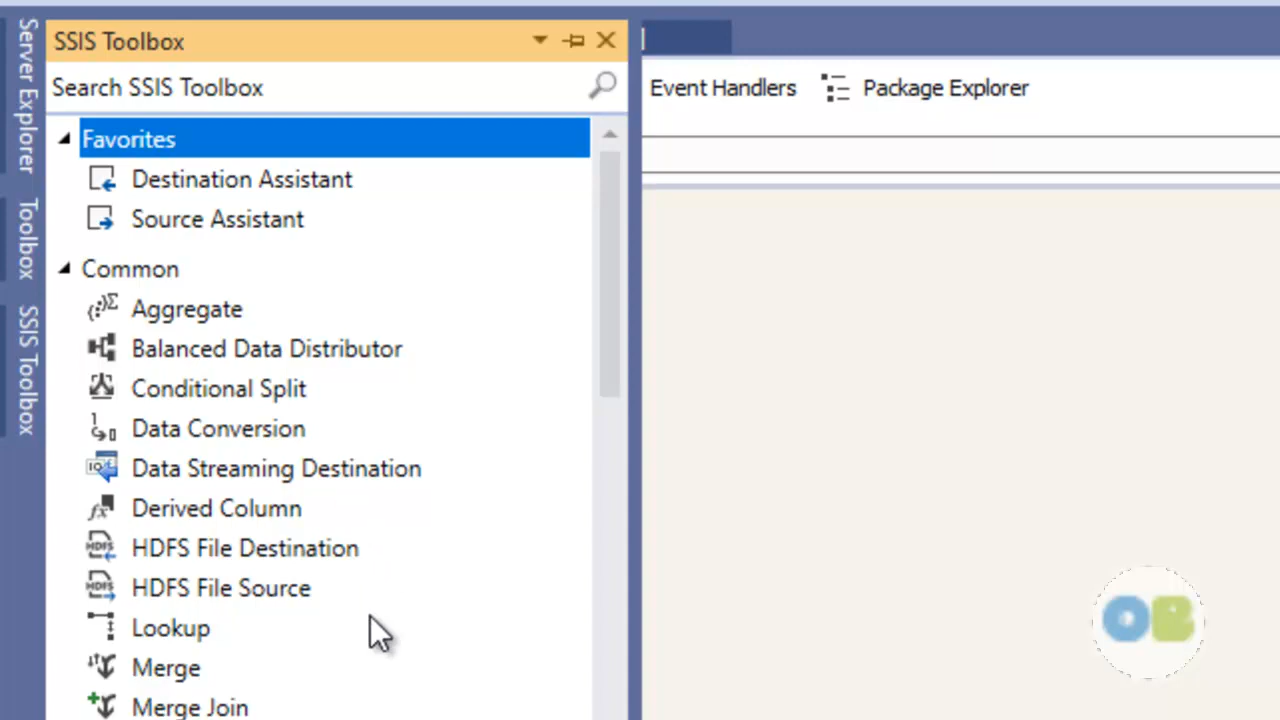 Server Explorer
Toolbox
SSIS Toolbox
SSIS Toolbox
Search SSIS Toolbox
Favorites
Destination Assistant
Source Assistant
Common
Aggregate
Balanced Data Distributor
Conditional Split
Data Conversion
Data Streaming Destination
Derived Column
HDFS File Destination
HDFS File Source
Lookup
Merge
Merge Join
Event Handlers
Package Explorer
OB